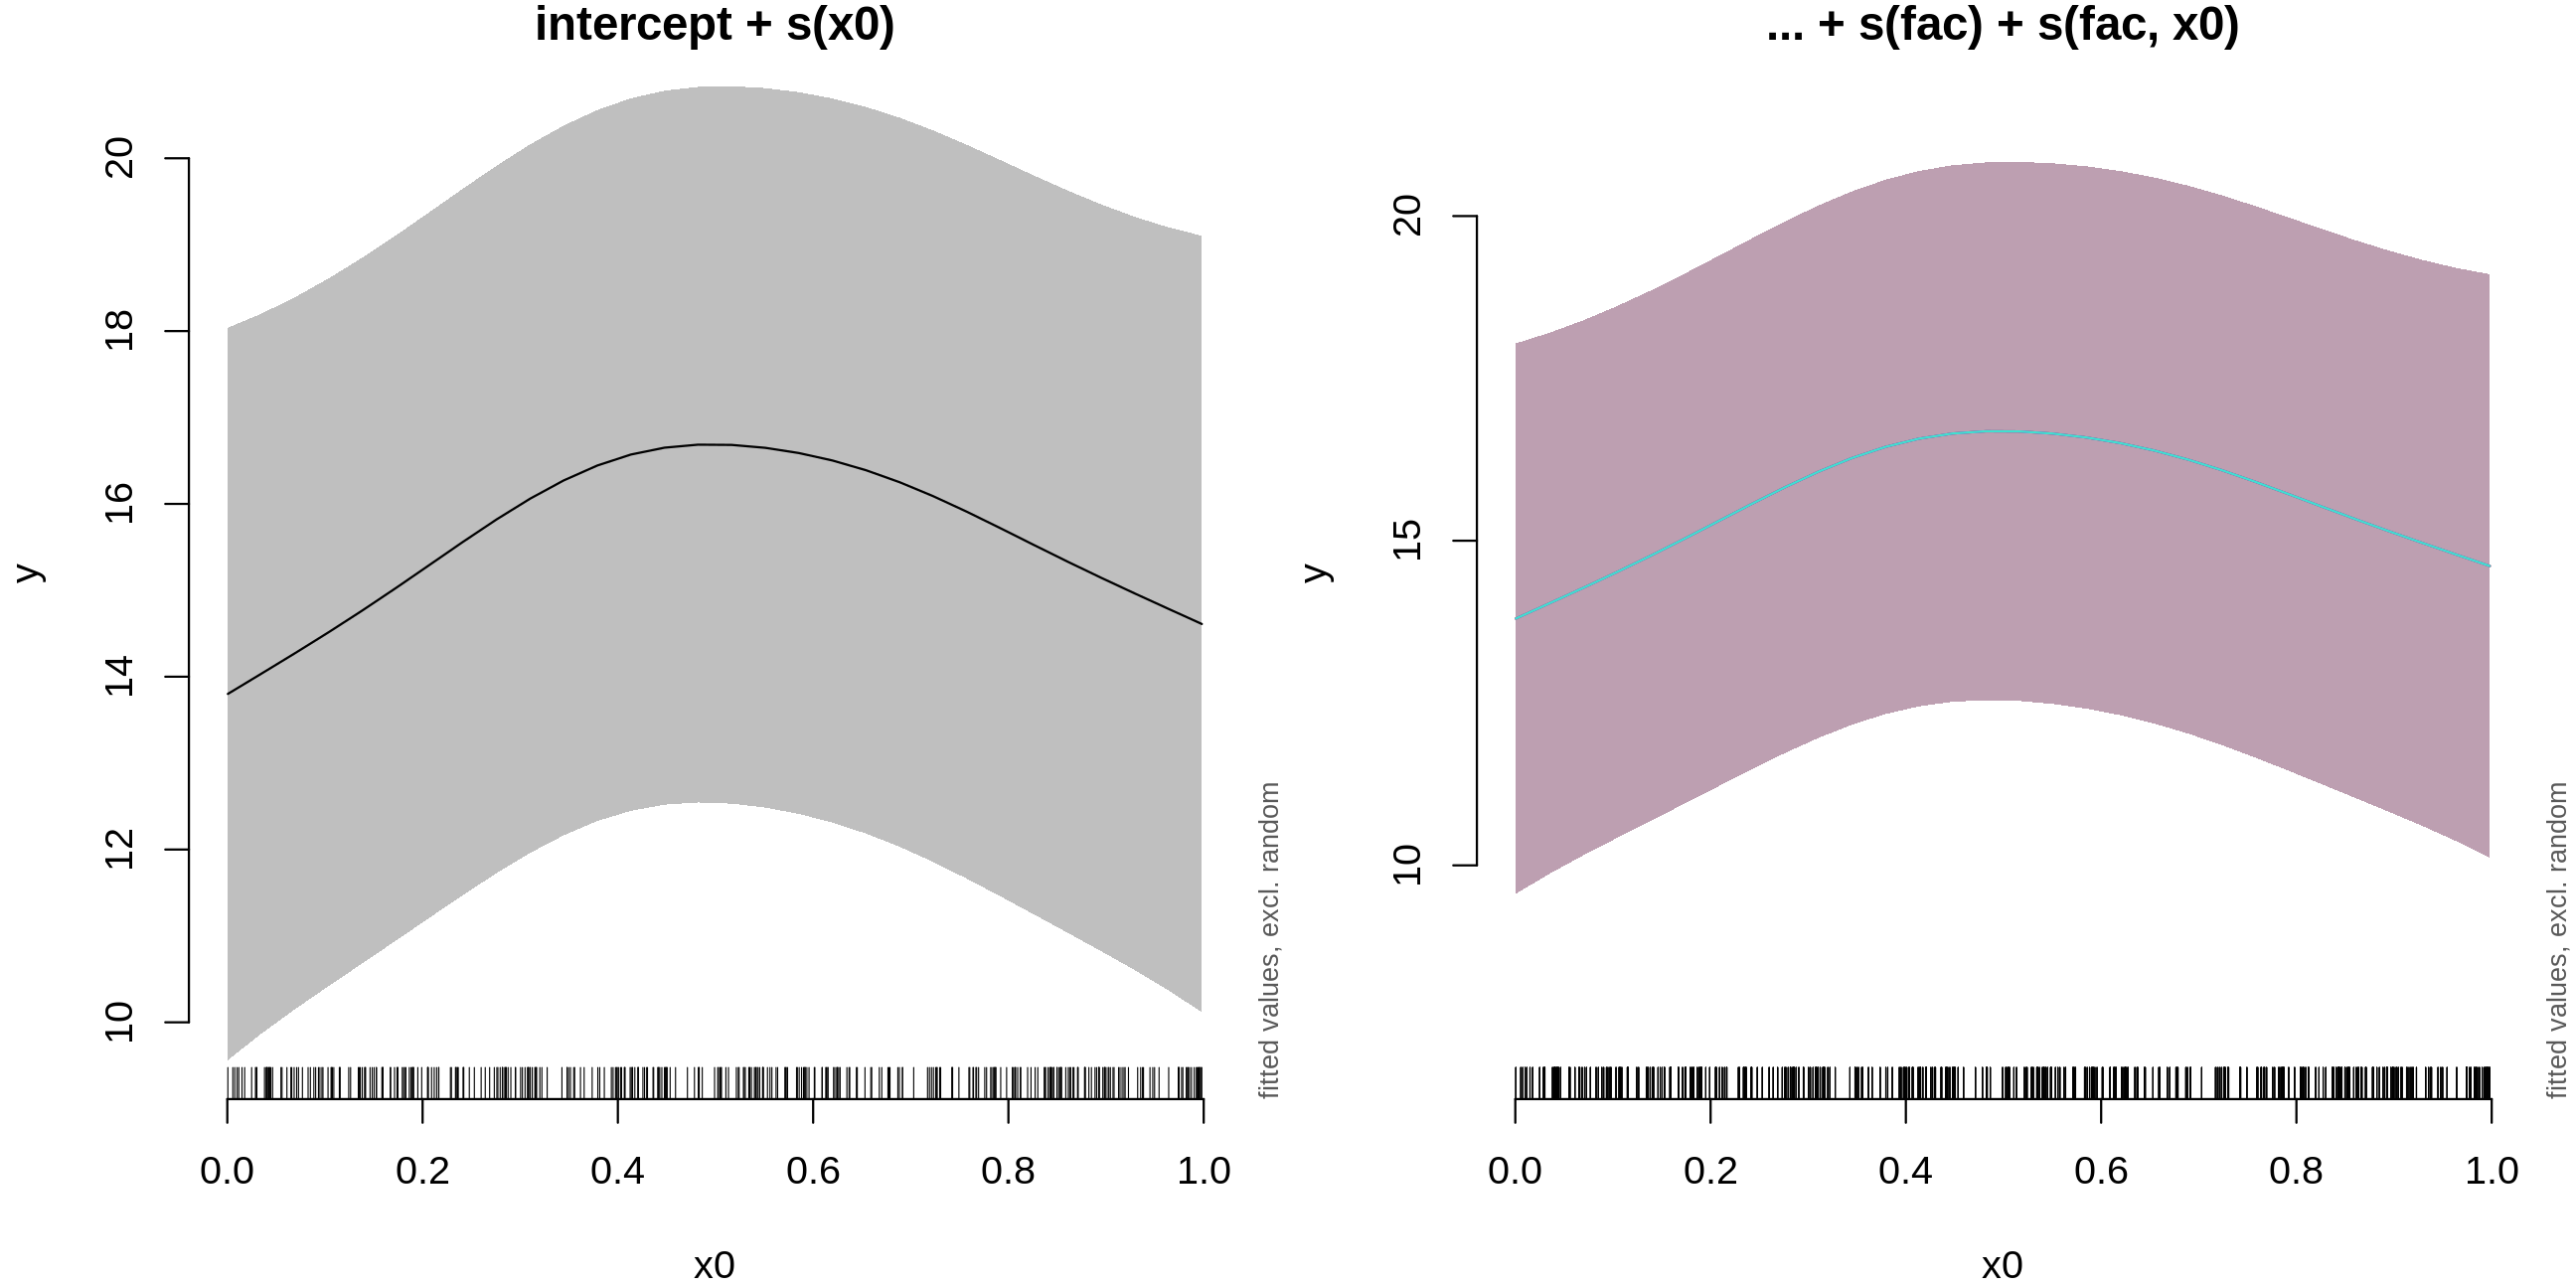 intercept + s(x0)
y
20
18
16
14
12
10
0.0 0.2 0.4 0.6 0.8 1.0
x0
fitted values, excl. random
... + s(fac) + s(fac, x0)
y
20
15
10
0.0 0.2 0.4 0.6 0.8 1.0
x0
fitted values, excl. random